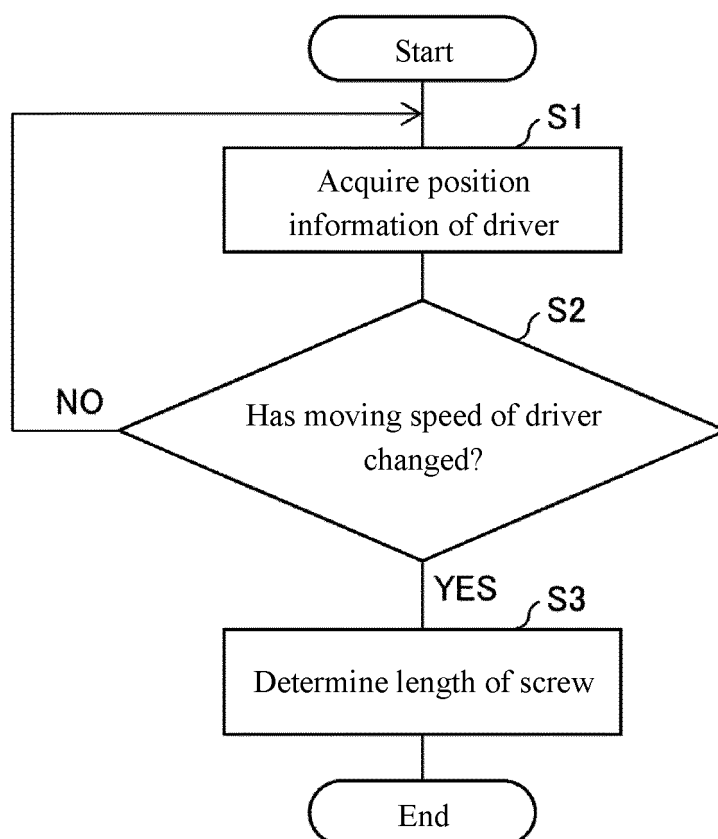 Start
S1
Acquire position
information of driver
S2
Has moving speed of driver
changed?
NO
YES
S3
Determine length of screw
End